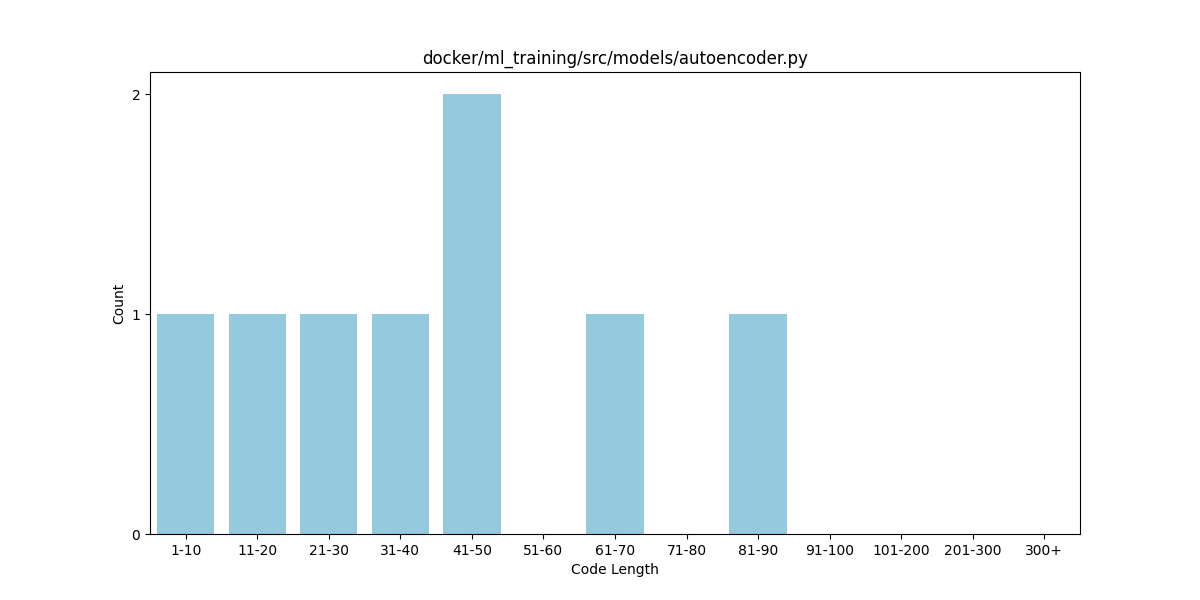 docker/ml_training/src/models/autoencoder.py
Count
2
1
0
1-10 11-20 21-30 31-40 41-50 51-60 61-70 71-80 81-90 91-100 101-200 201-300 300+
Code Length